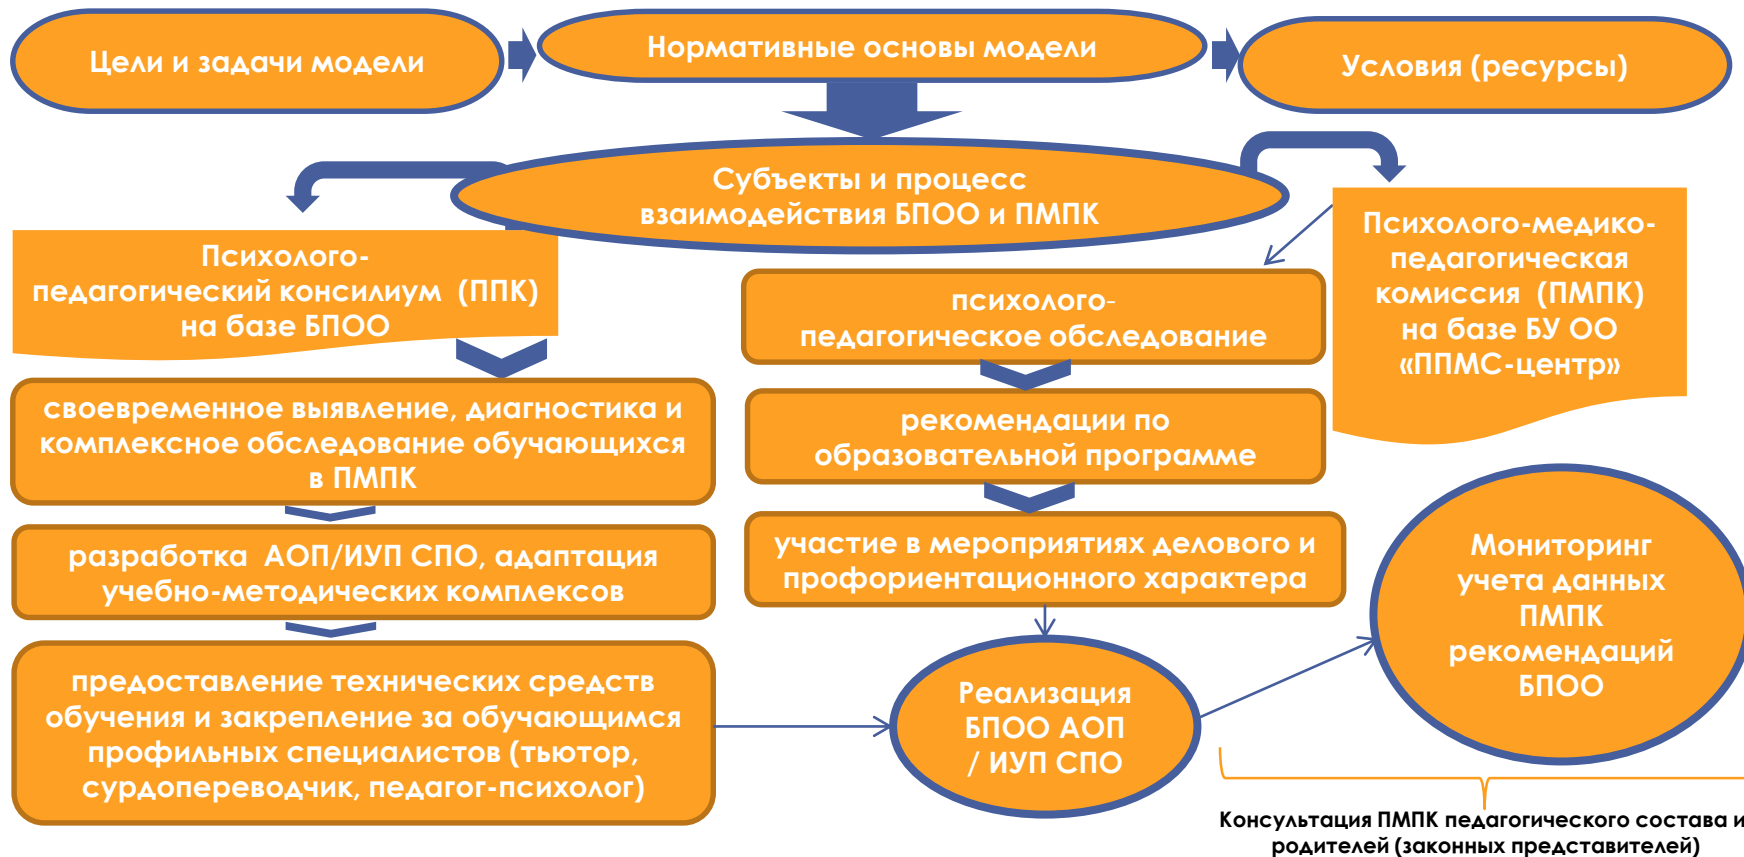 Цели и задачи модели
Нормативные основы модели
Условия (ресурсы)
Субъекты и процесс
взаимодействия БПОО и ПМПК
Психолого-
педагогический консилиум (ППК)
на базе БПОО
своевременное выявление, диагностика и
комплексное обследование обучающихся
в ПМПК
разработка АОП/ИУП СПО, адаптация
учебно-методических комплексов
предоставление технических средств
обучения и закрепление за обучающимся
профильных специалистов (тьютор,
сурдопереводчик, педагог-психолог)
Психолого-медико-
педагогическая
комиссия (ПМПК)
на базе БУ ОО
«ППМС-центр»
психолого-
педагогическое обследование
рекомендации по
образовательной программе
участие в мероприятиях делового и
профориентационного характера
Реализация
БПОО АОП
/ ИУП СПО
Мониторинг
учета данных
ПМПК
рекомендаций
БПОО
Консультация ПМПК педагогического состава и
родителей (законных представителей)